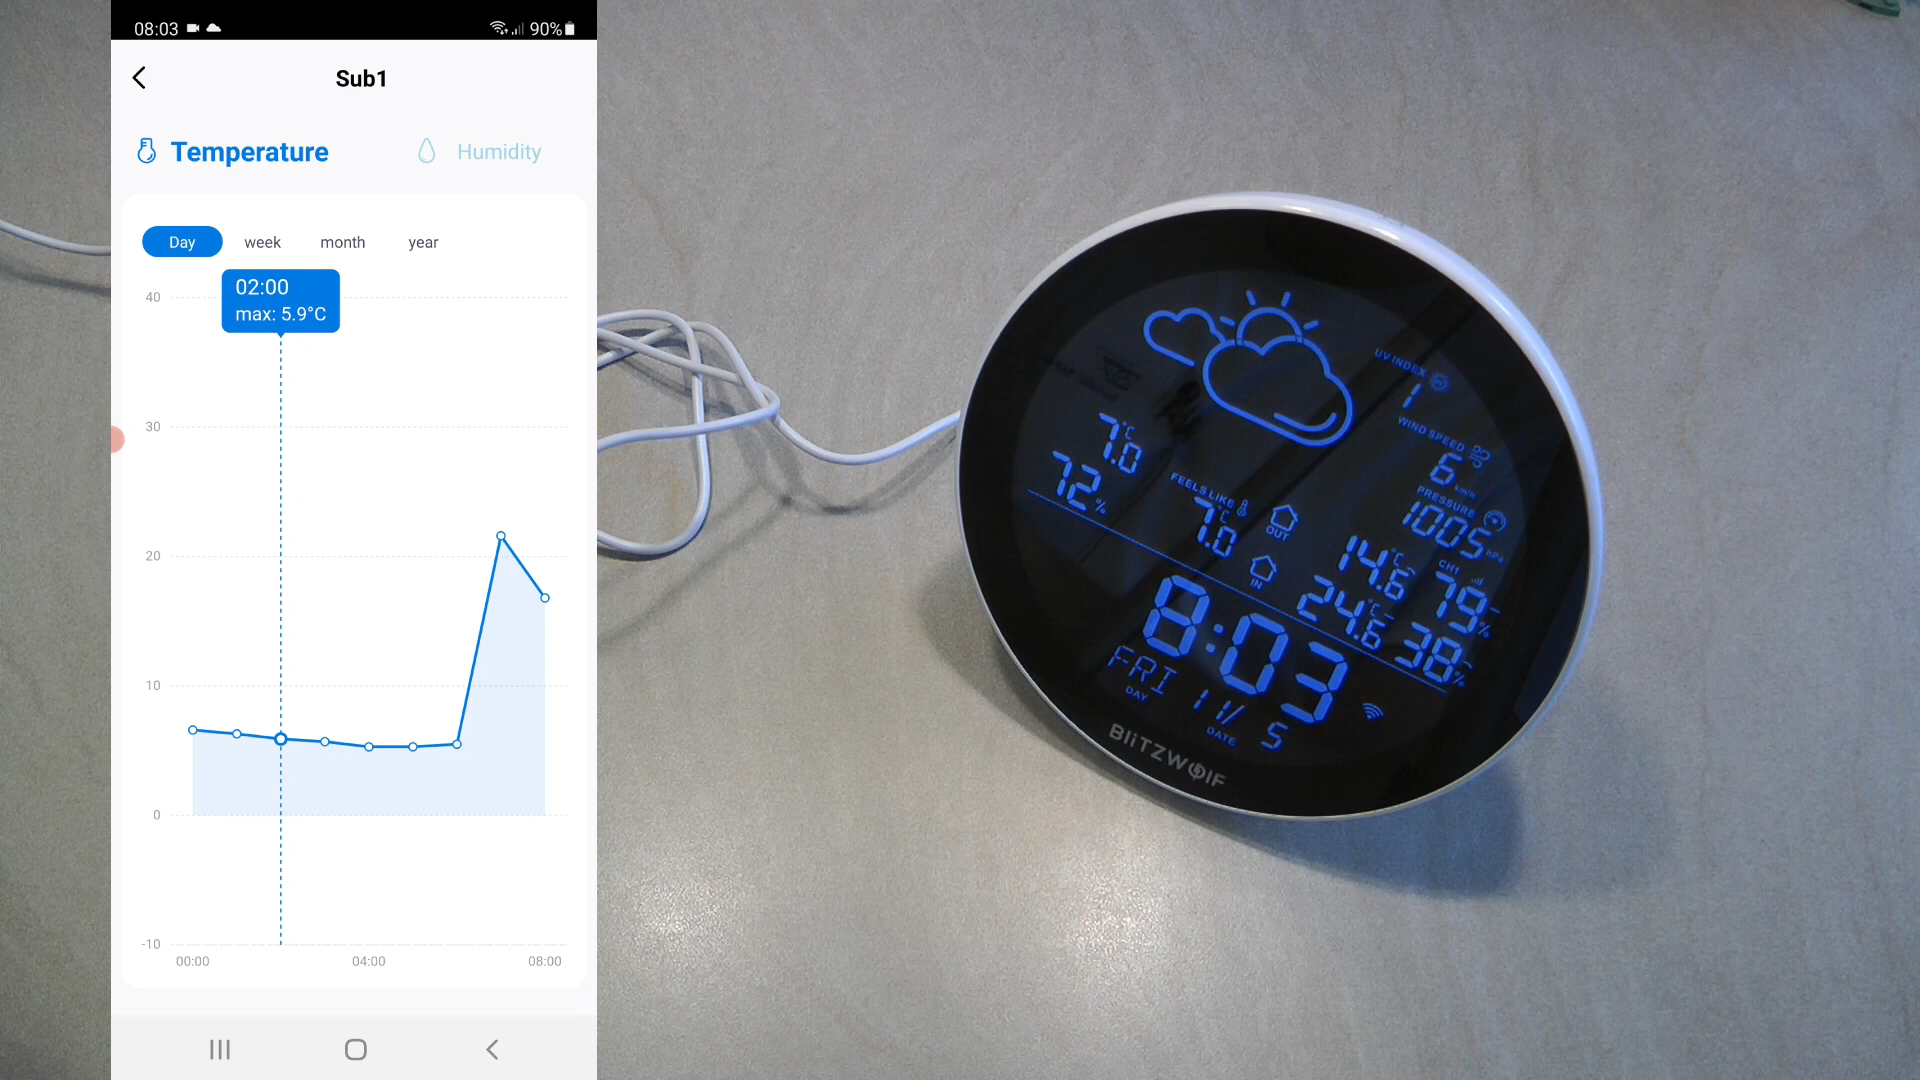 08:03 90%
Sub1
Temperature Humidity
Day week month year
02:00
max: 5.9°C
40
30
20
10
0
-10
00:00 04:00 08:00
UV INDEX
1
WIND SPEED
6 km/h
PRESSURE
1005 hPa
7.0 °C
72 %
FEELS LIKE
7.0 °C
OUT
14.6 °C
CH1
79 %
IN
24.6 °C
38 %
8:03
FRI
DAY
11/ 5
DATE
BLiTZWOlF